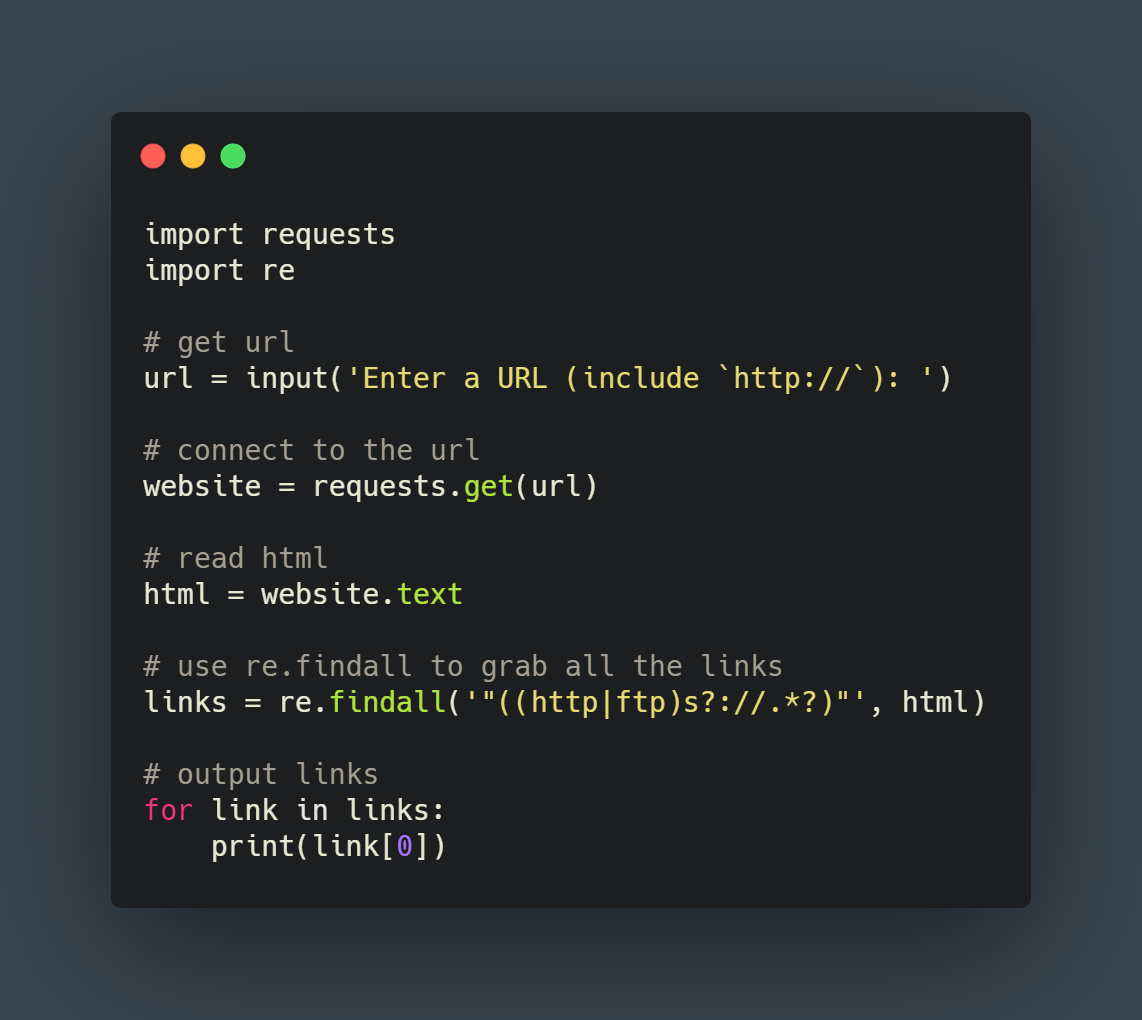 import requests
import re
# get url
url = input('Enter a URL (include `http://`): ')
# connect to the url
website = requests.get(url)
# read html
html = website.text
# use re.findall to grab all the links
links = re.findall('"((http|ftp)s?://.*?)"', html)
# output links
for link in links:
    print(link[0])